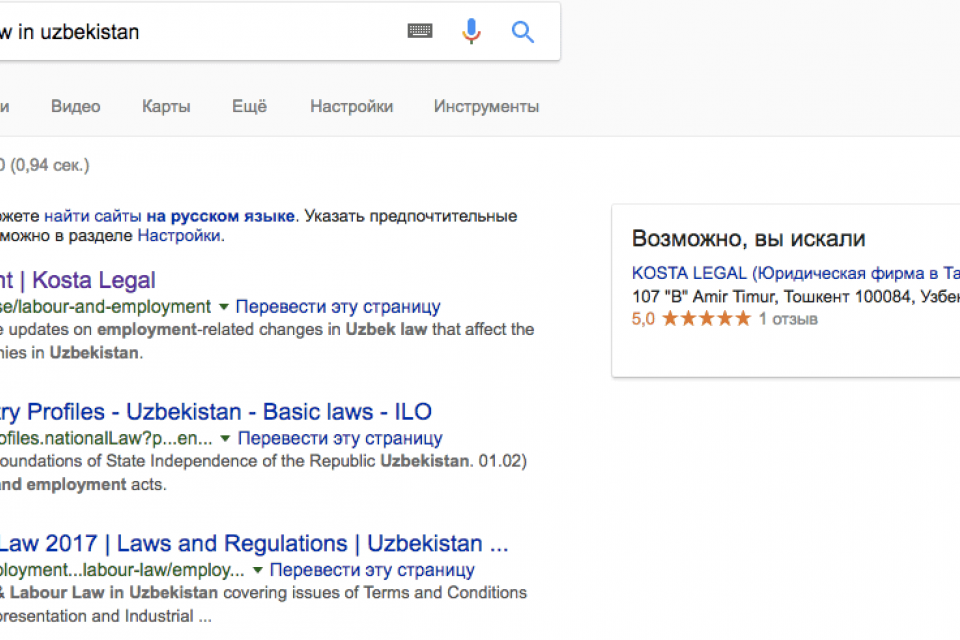 w in uzbekistan
и Видео Карты Ещё Настройки Инструменты
0 (0,94 сек.)
ожете найти сайты на русском языке. Указать предпочтительные
можно в разделе Настройки.
nt | Kosta Legal
se/labour-and-employment ▼ Перевести эту страницу
e updates on employment-related changes in Uzbek law that affect the
nies in Uzbekistan.
try Profiles - Uzbekistan - Basic laws - ILO
ofiles.nationalLaw?p...en... ▼ Перевести эту страницу
oundations of State Independence of the Republic Uzbekistan. 01.02)
nd employment acts.
Law 2017 | Laws and Regulations | Uzbekistan ...
ployment...labour-law/employ... ▼ Перевести эту страницу
& Labour Law in Uzbekistan covering issues of Terms and Conditions
presentation and Industrial ...
Возможно, вы искали
KOSTA LEGAL (Юридическая фирма в Та
107 "B" Amir Timur, Тошкент 100084, Узбек
5,0 ★★★★★ 1 отзыв